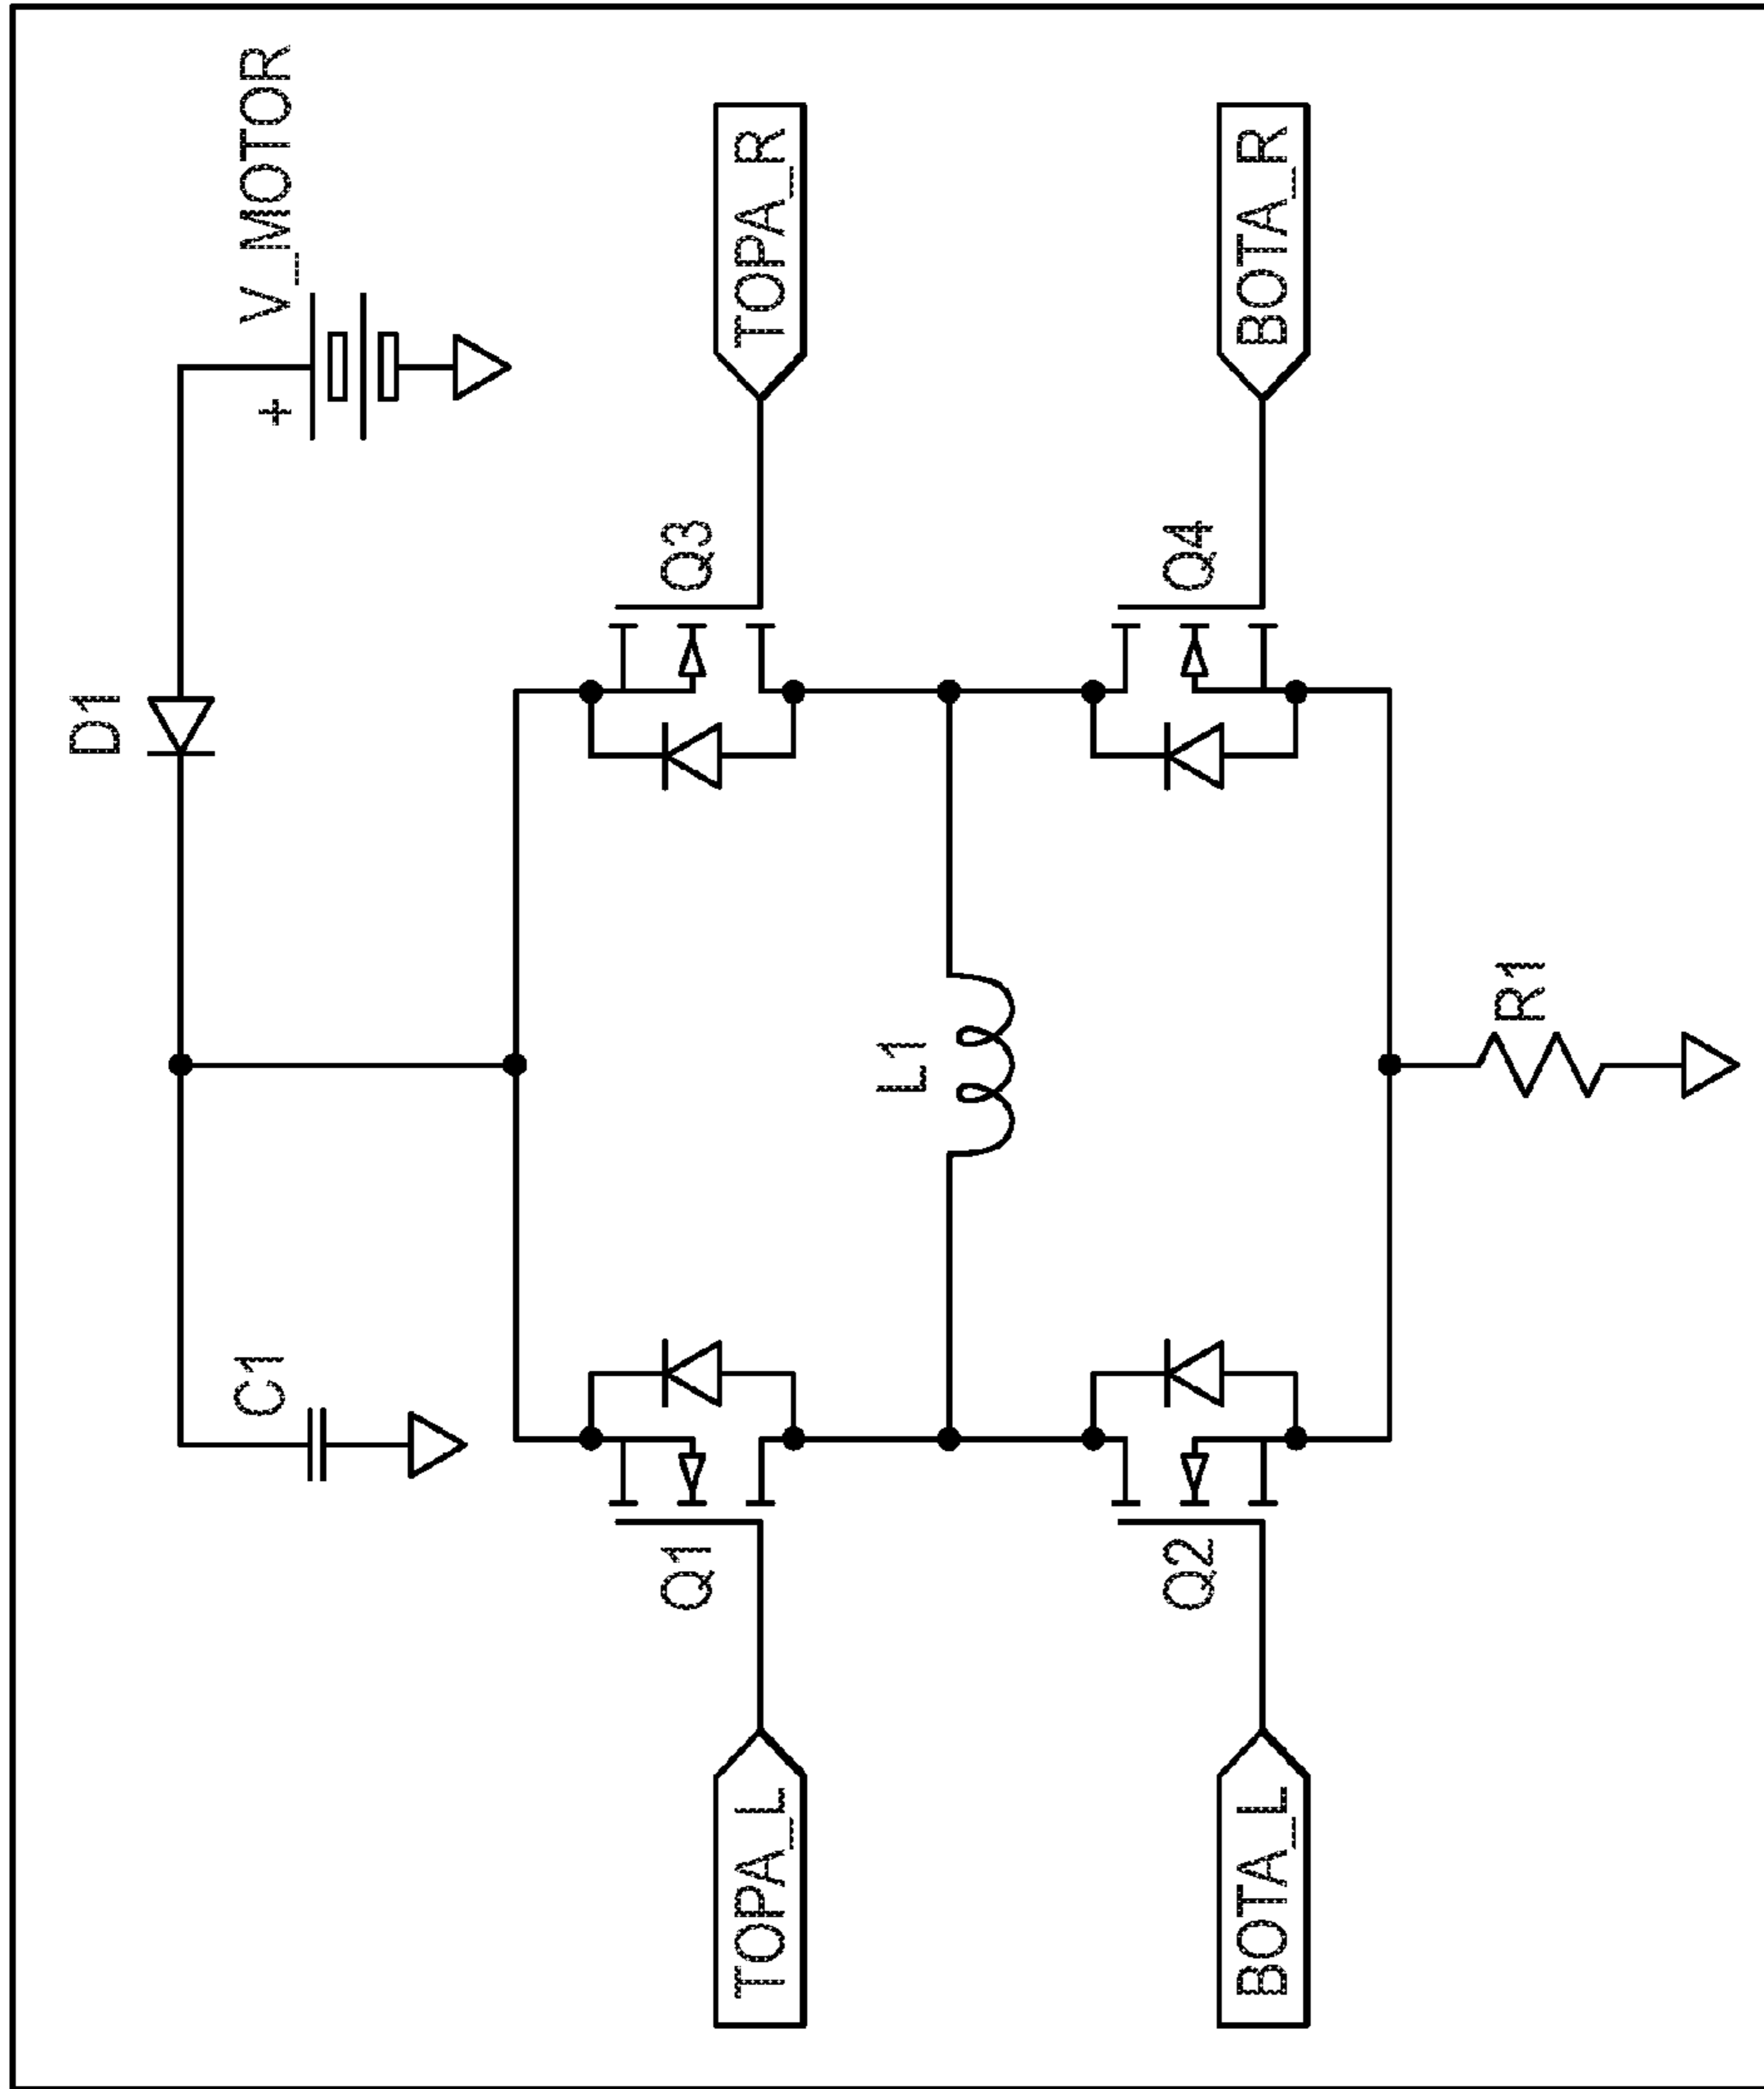 D1
V_MOTOR
C1
Q1
Q3
TOPA_L
TOPA_R
L1
Q2
Q4
BOTA_L
BOTA_R
R1
+